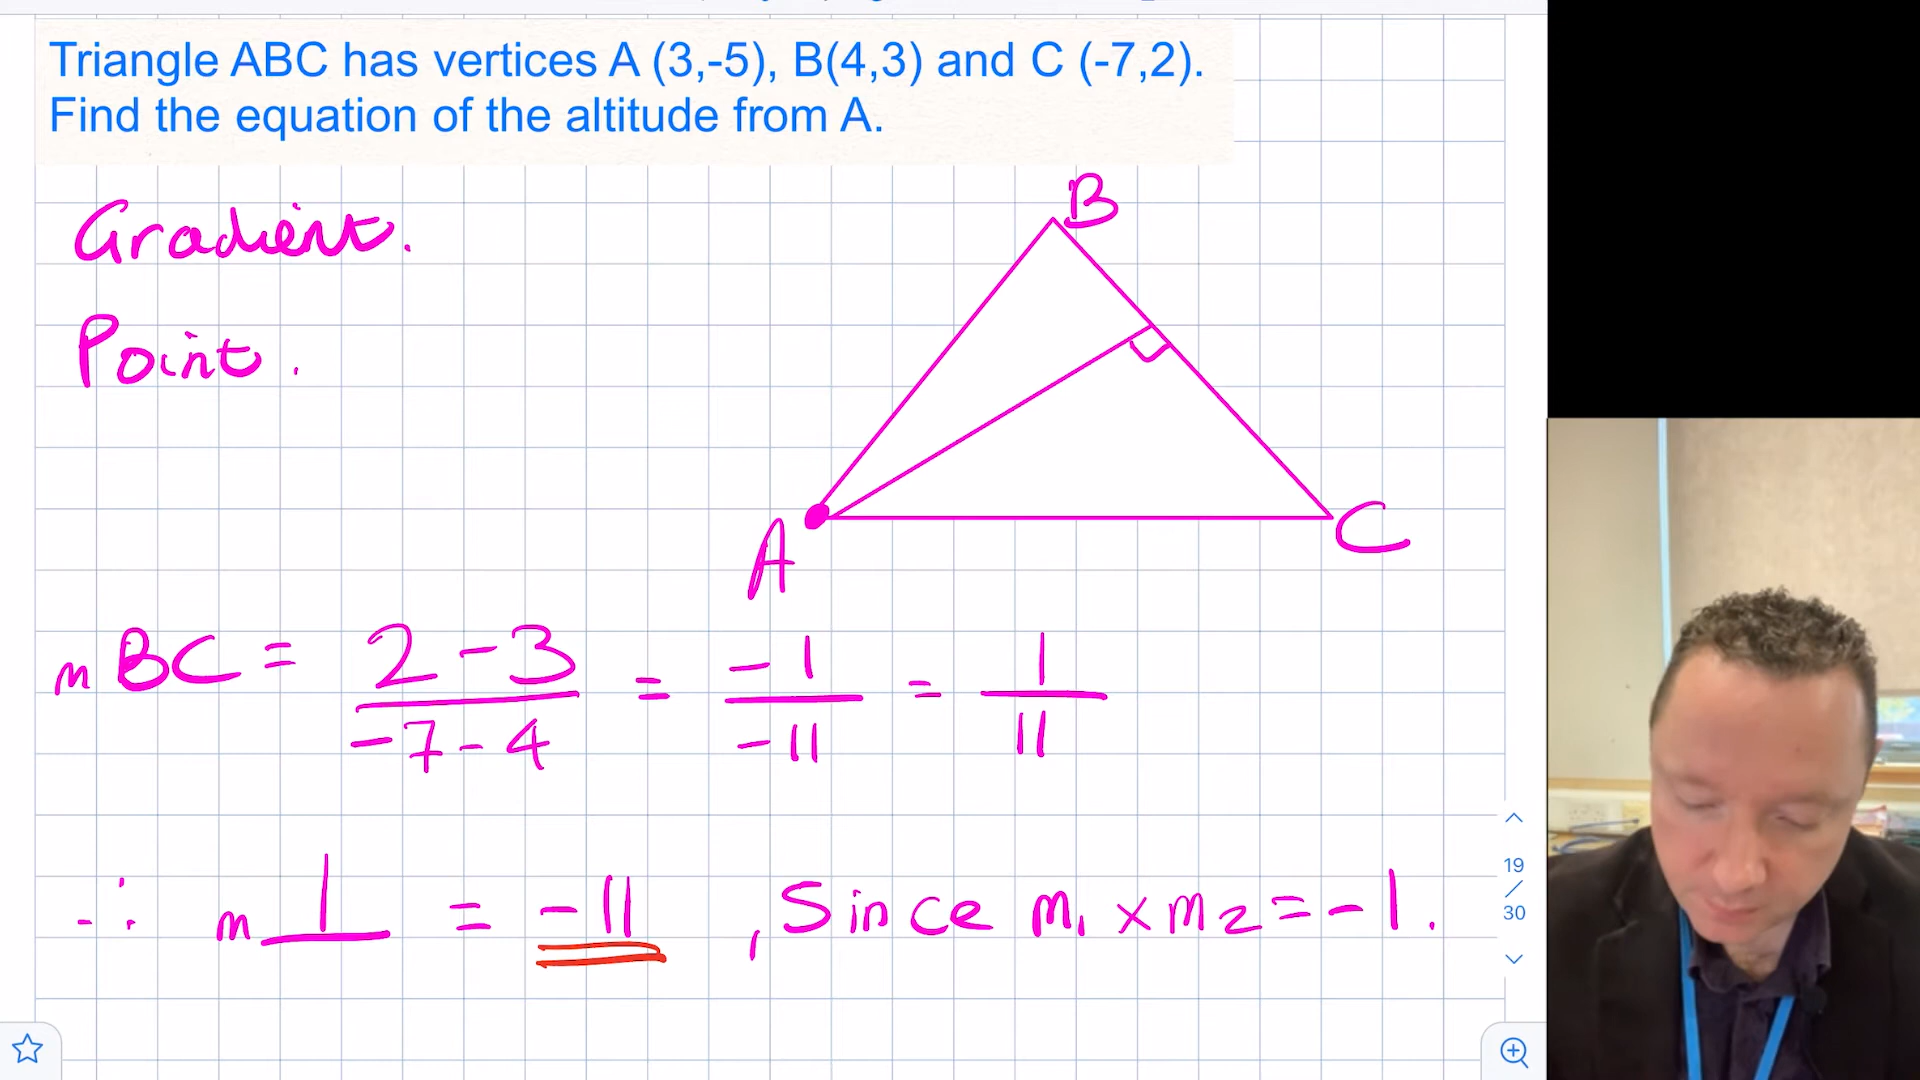 Triangle ABC has vertices A (3,-5), B(4,3) and C (-7,2).
Find the equation of the altitude from A.
Gradient.
Point.
B
A
C
mBC = 2-3/-7-4 = -1/-11 = 1/11
∴ m⊥ = -11, Since m₁ x m₂ = -1.
19
/
30